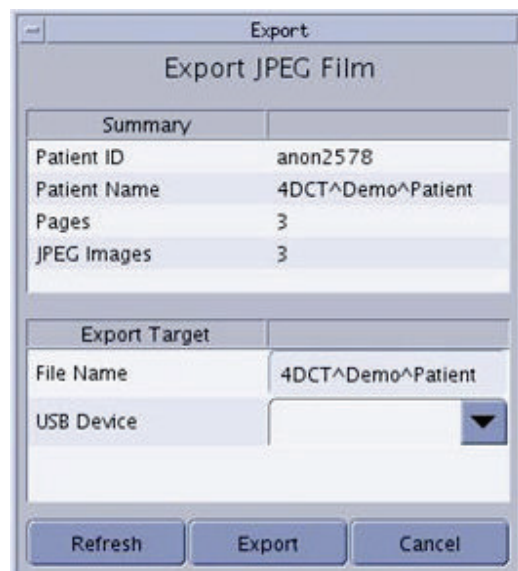 Export
Export JPEG Film
Summary
Patient ID anon2578
Patient Name 4DCT^Demo^Patient
Pages 3
JPEG Images 3
Export Target
File Name 4DCT^Demo^Patient
USB Device
Refresh Export Cancel